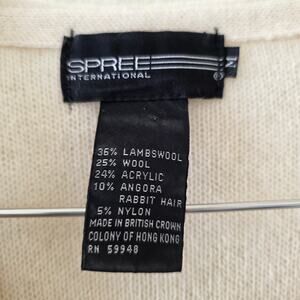 SPREE
INTERNATIONAL
M
36% LAMBSWOOL
25% WOOL
24% ACRYLIC
10% ANGORA
RABBIT HAIR
5% NYLON
MADE IN BRITISH CROWN
COLONY OF HONG KONG
RN 59948